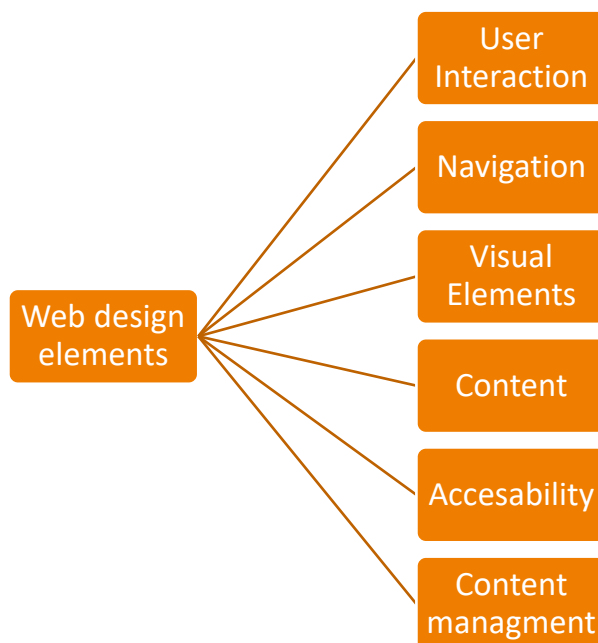 User
Interaction
Navigation
Visual
Elements
Web design
elements
Content
Accesability
Content
managment